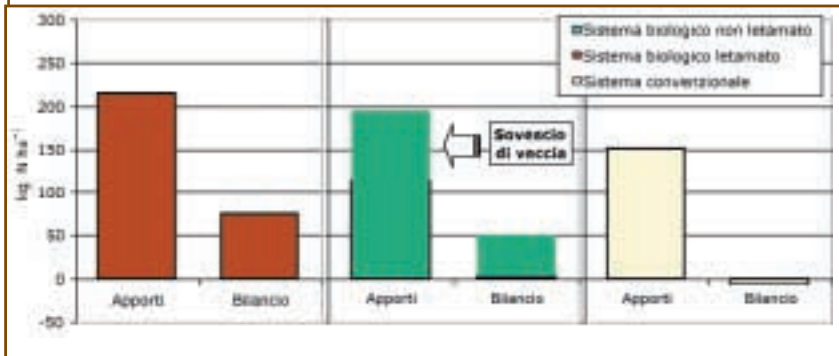 300
250
200
150
100
50
0
-50
kg N ha⁻¹
Sistema biologico non letamato
Sistema biologico letamato
Sistema convenzionale
Sovescio
di veccia
Apporti Bilancio Apporti Bilancio Apporti Bilancio